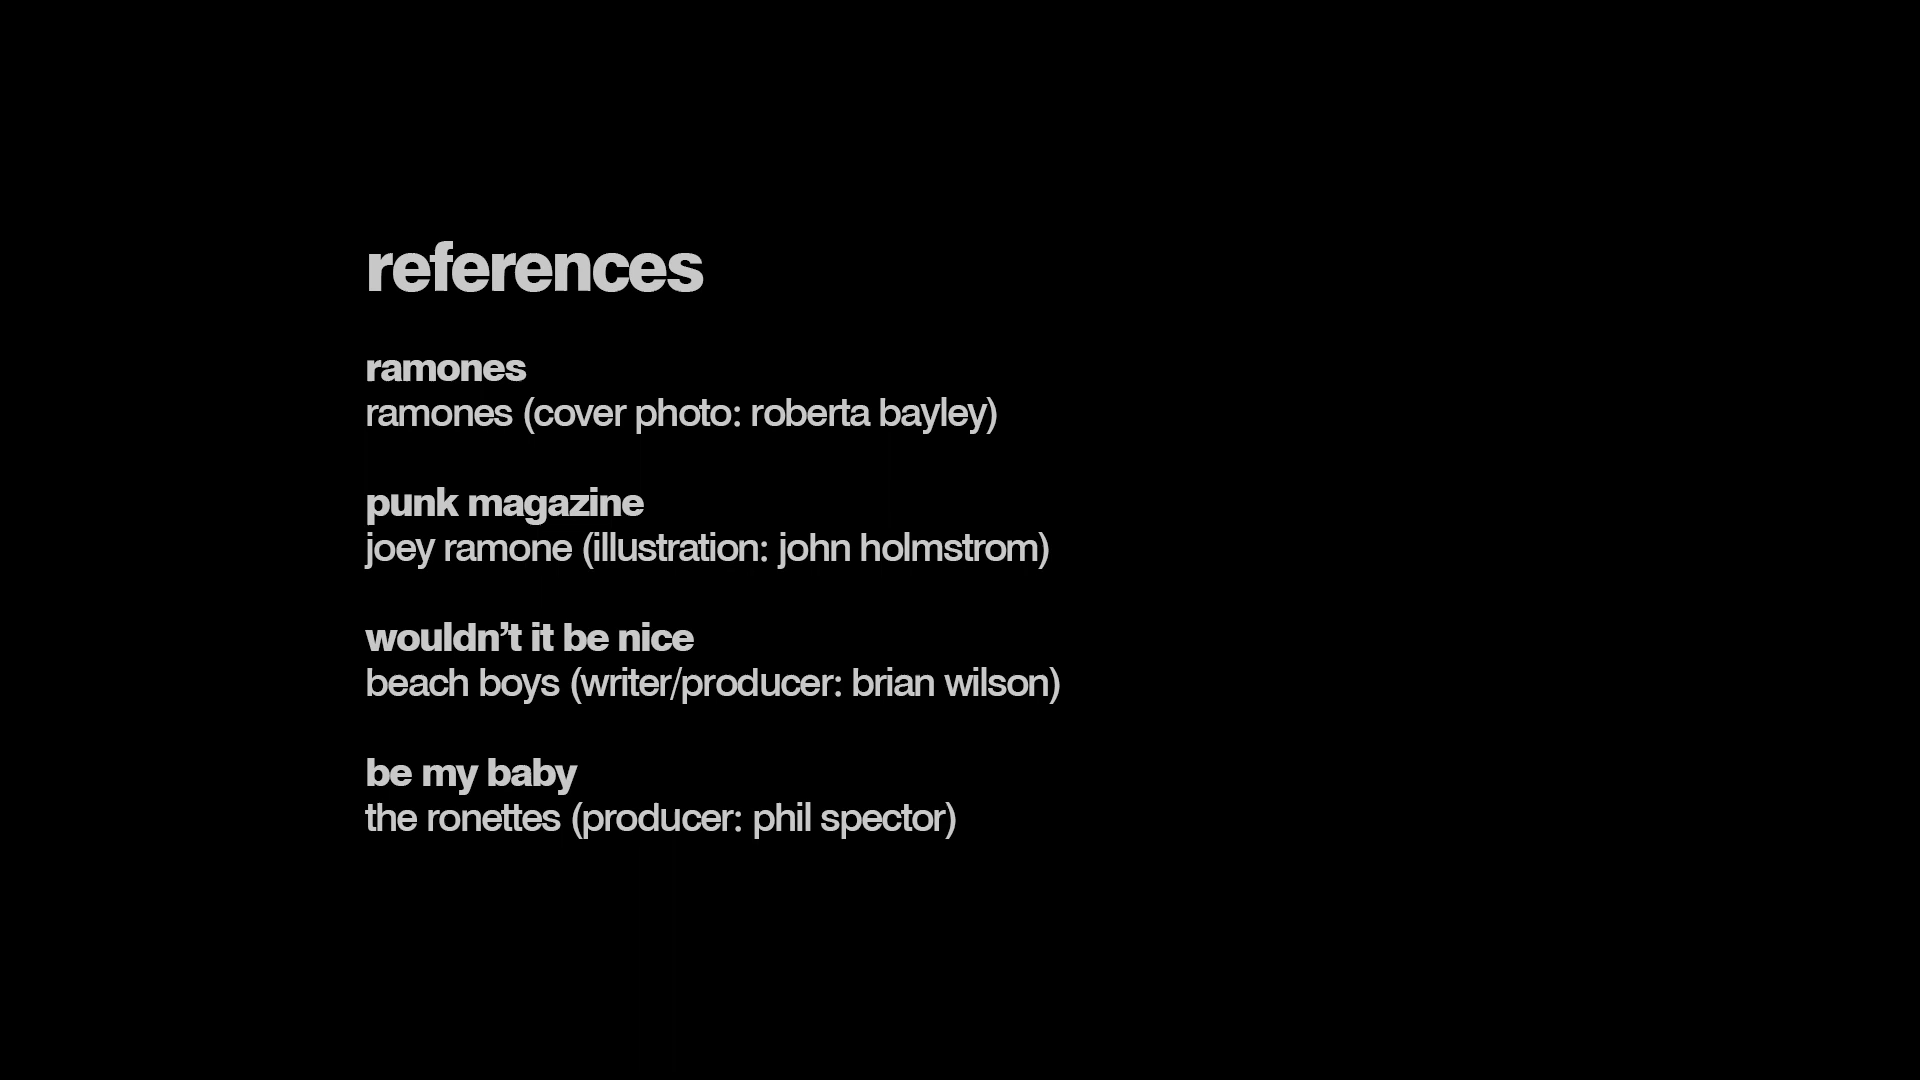 references
ramones
ramones (cover photo: roberta bayley)
punk magazine
joey ramone (illustration: john holmstrom)
wouldn’t it be nice
beach boys (writer/producer: brian wilson)
be my baby
the ronettes (producer: phil spector)